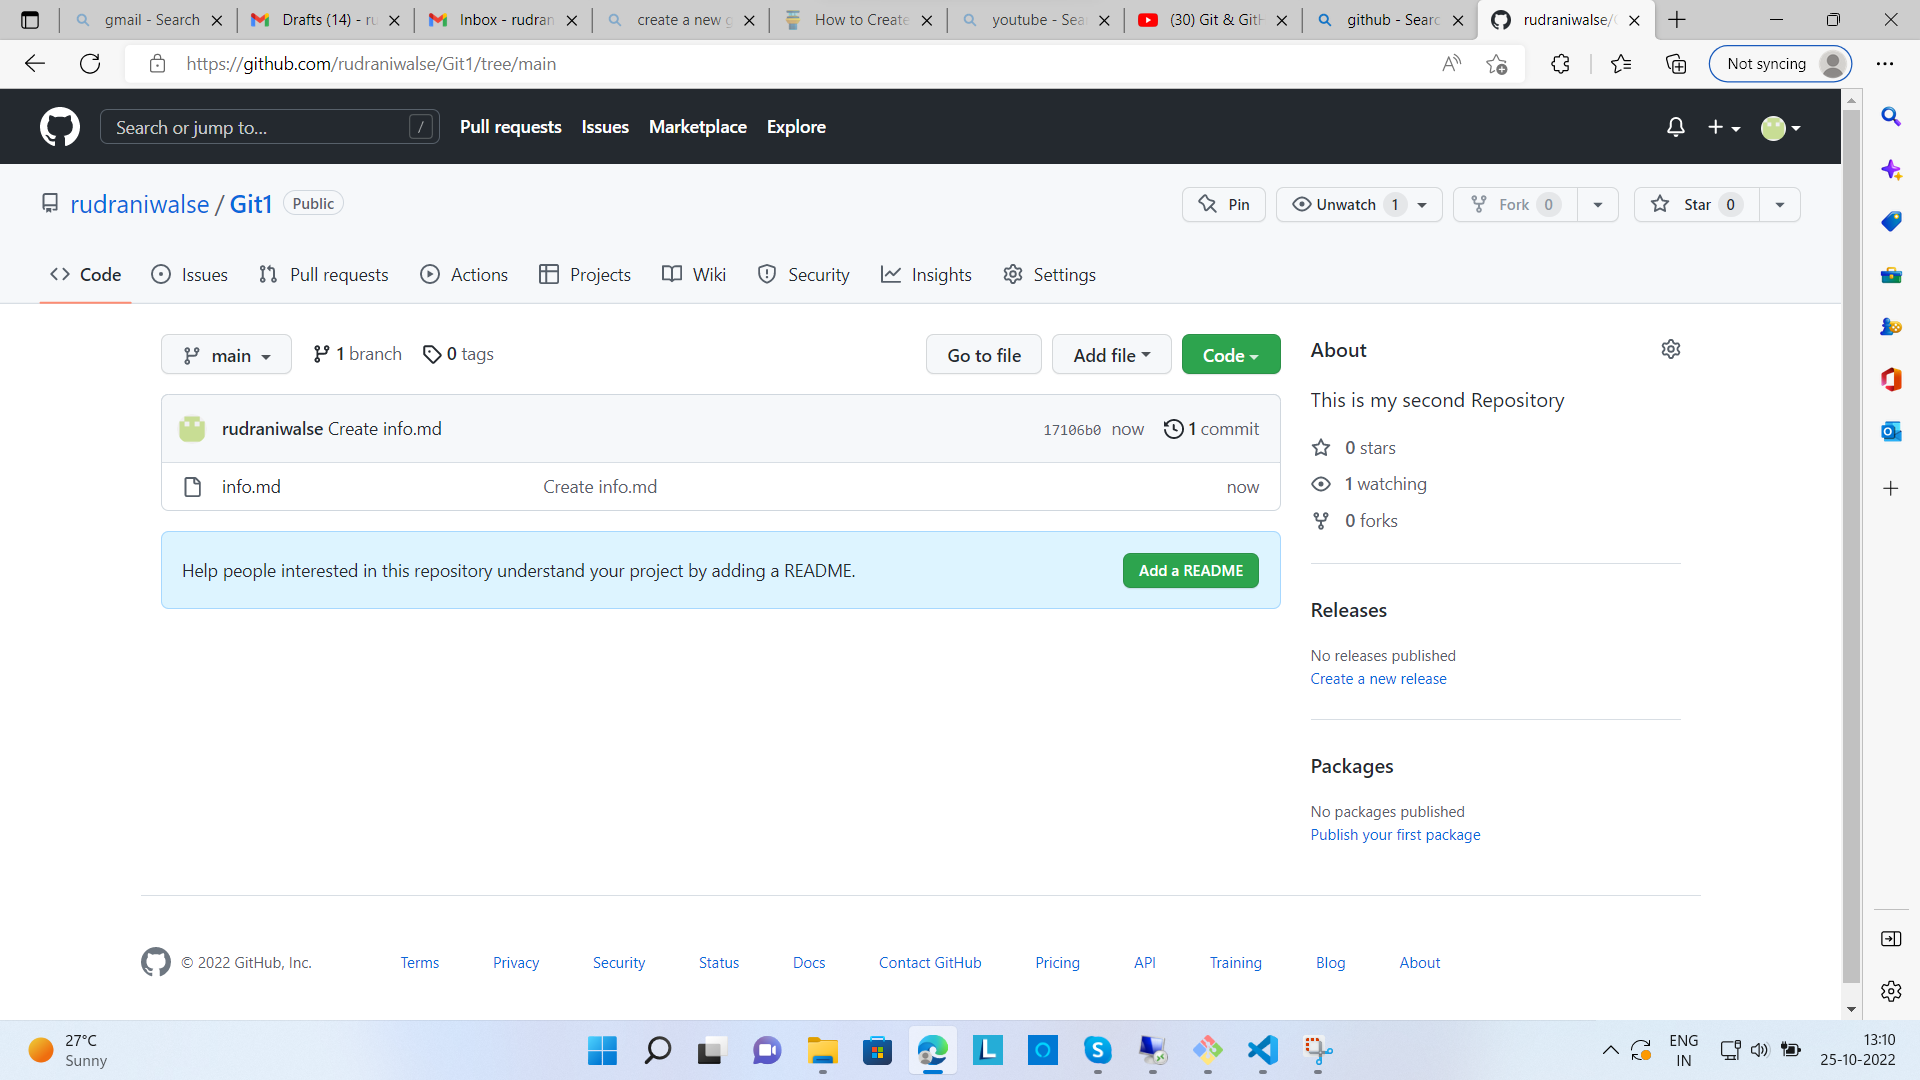 gmail - Search
Drafts (14) - ru
Inbox - rudran
create a new g
How to Create
youtube - Sea
(30) Git & GitH
github - Searc
rudraniwalse/G
https://github.com/rudraniwalse/Git1/tree/main
Not syncing
Search or jump to...
/
Pull requests
Issues
Marketplace
Explore
rudraniwalse / Git1
Public
Pin
Unwatch 1
Fork 0
Star 0
Code
Issues
Pull requests
Actions
Projects
Wiki
Security
Insights
Settings
main
1 branch
0 tags
Go to file
Add file
Code
rudraniwalse Create info.md
17106b0 now
1 commit
info.md
Create info.md
now
Help people interested in this repository understand your project by adding a README.
Add a README
About
This is my second Repository
0 stars
1 watching
0 forks
Releases
No releases published
Create a new release
Packages
No packages published
Publish your first package
© 2022 GitHub, Inc.
Terms
Privacy
Security
Status
Docs
Contact GitHub
Pricing
API
Training
Blog
About
27°C
Sunny
ENG
IN
13:10
25-10-2022